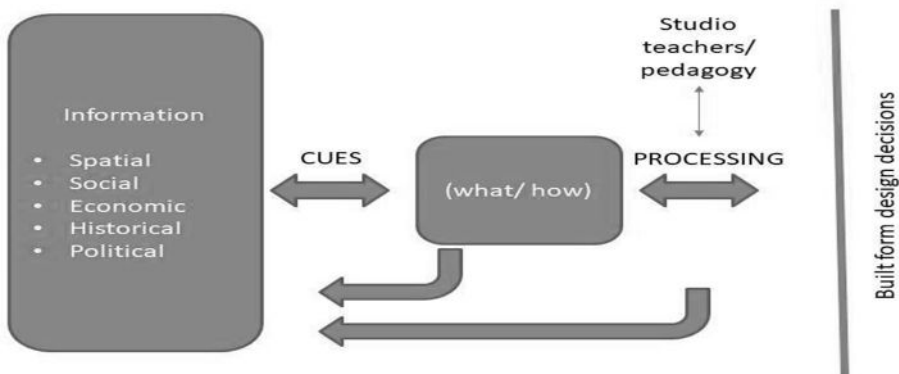 Information
• Spatial
• Social
• Economic
• Historical
• Political
CUES
(what/ how)
Studio
teachers/
pedagogy
PROCESSING
Built form design decisions